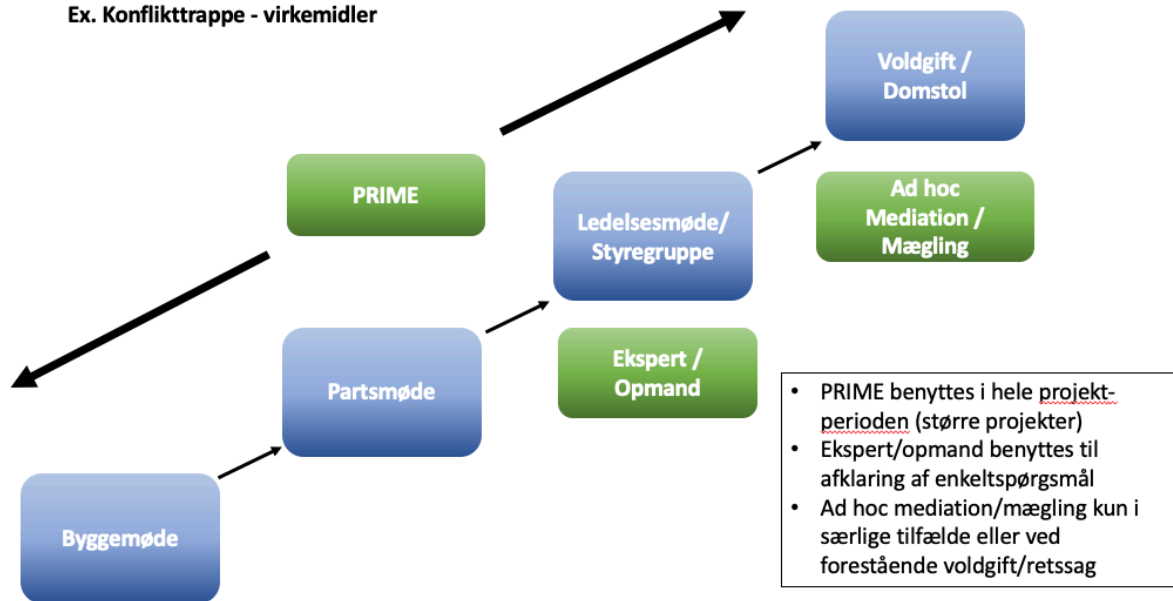 Ex. Konflikttrappe - virkemidler
Voldgift /
Domstol
PRIME
Ad hoc
Mediation /
Mægling
Ledelsesmøde/
Styregruppe
Partsmøde
Ekspert /
Opmand
Byggemøde
• PRIME benyttes i hele projekt-
perioden (større projekter)
• Ekspert/opmand benyttes til
afklaring af enkeltspørgsmål
• Ad hoc mediation/mægling kun i
særlige tilfælde eller ved
forestående voldgift/retssag